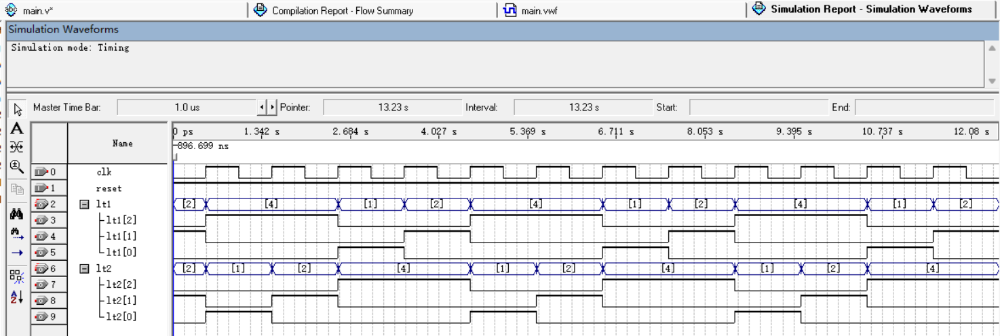 main.v* Compilation Report - Flow Summary main.vwf Simulation Report - Simulation Waveforms
Simulation Waveforms
Simulation mode: Timing
Master Time Bar: 1.0 us Pointer: 13.23 s Interval: 13.23 s Start: End:
Name 0 ps 1.342 s 2.684 s 4.027 s 5.369 s 6.711 s 8.053 s 9.395 s 10.737 s 12.08 s
-896.699 ns
0 clk
1 reset
2 lt1 [2] [4] [1] [2] [4] [1] [2] [4] [1] [2]
3 lt1[2]
4 lt1[1]
5 lt1[0]
6 lt2 [2] [1] [2] [4] [1] [2] [4] [1] [2] [4]
7 lt2[2]
8 lt2[1]
9 lt2[0]